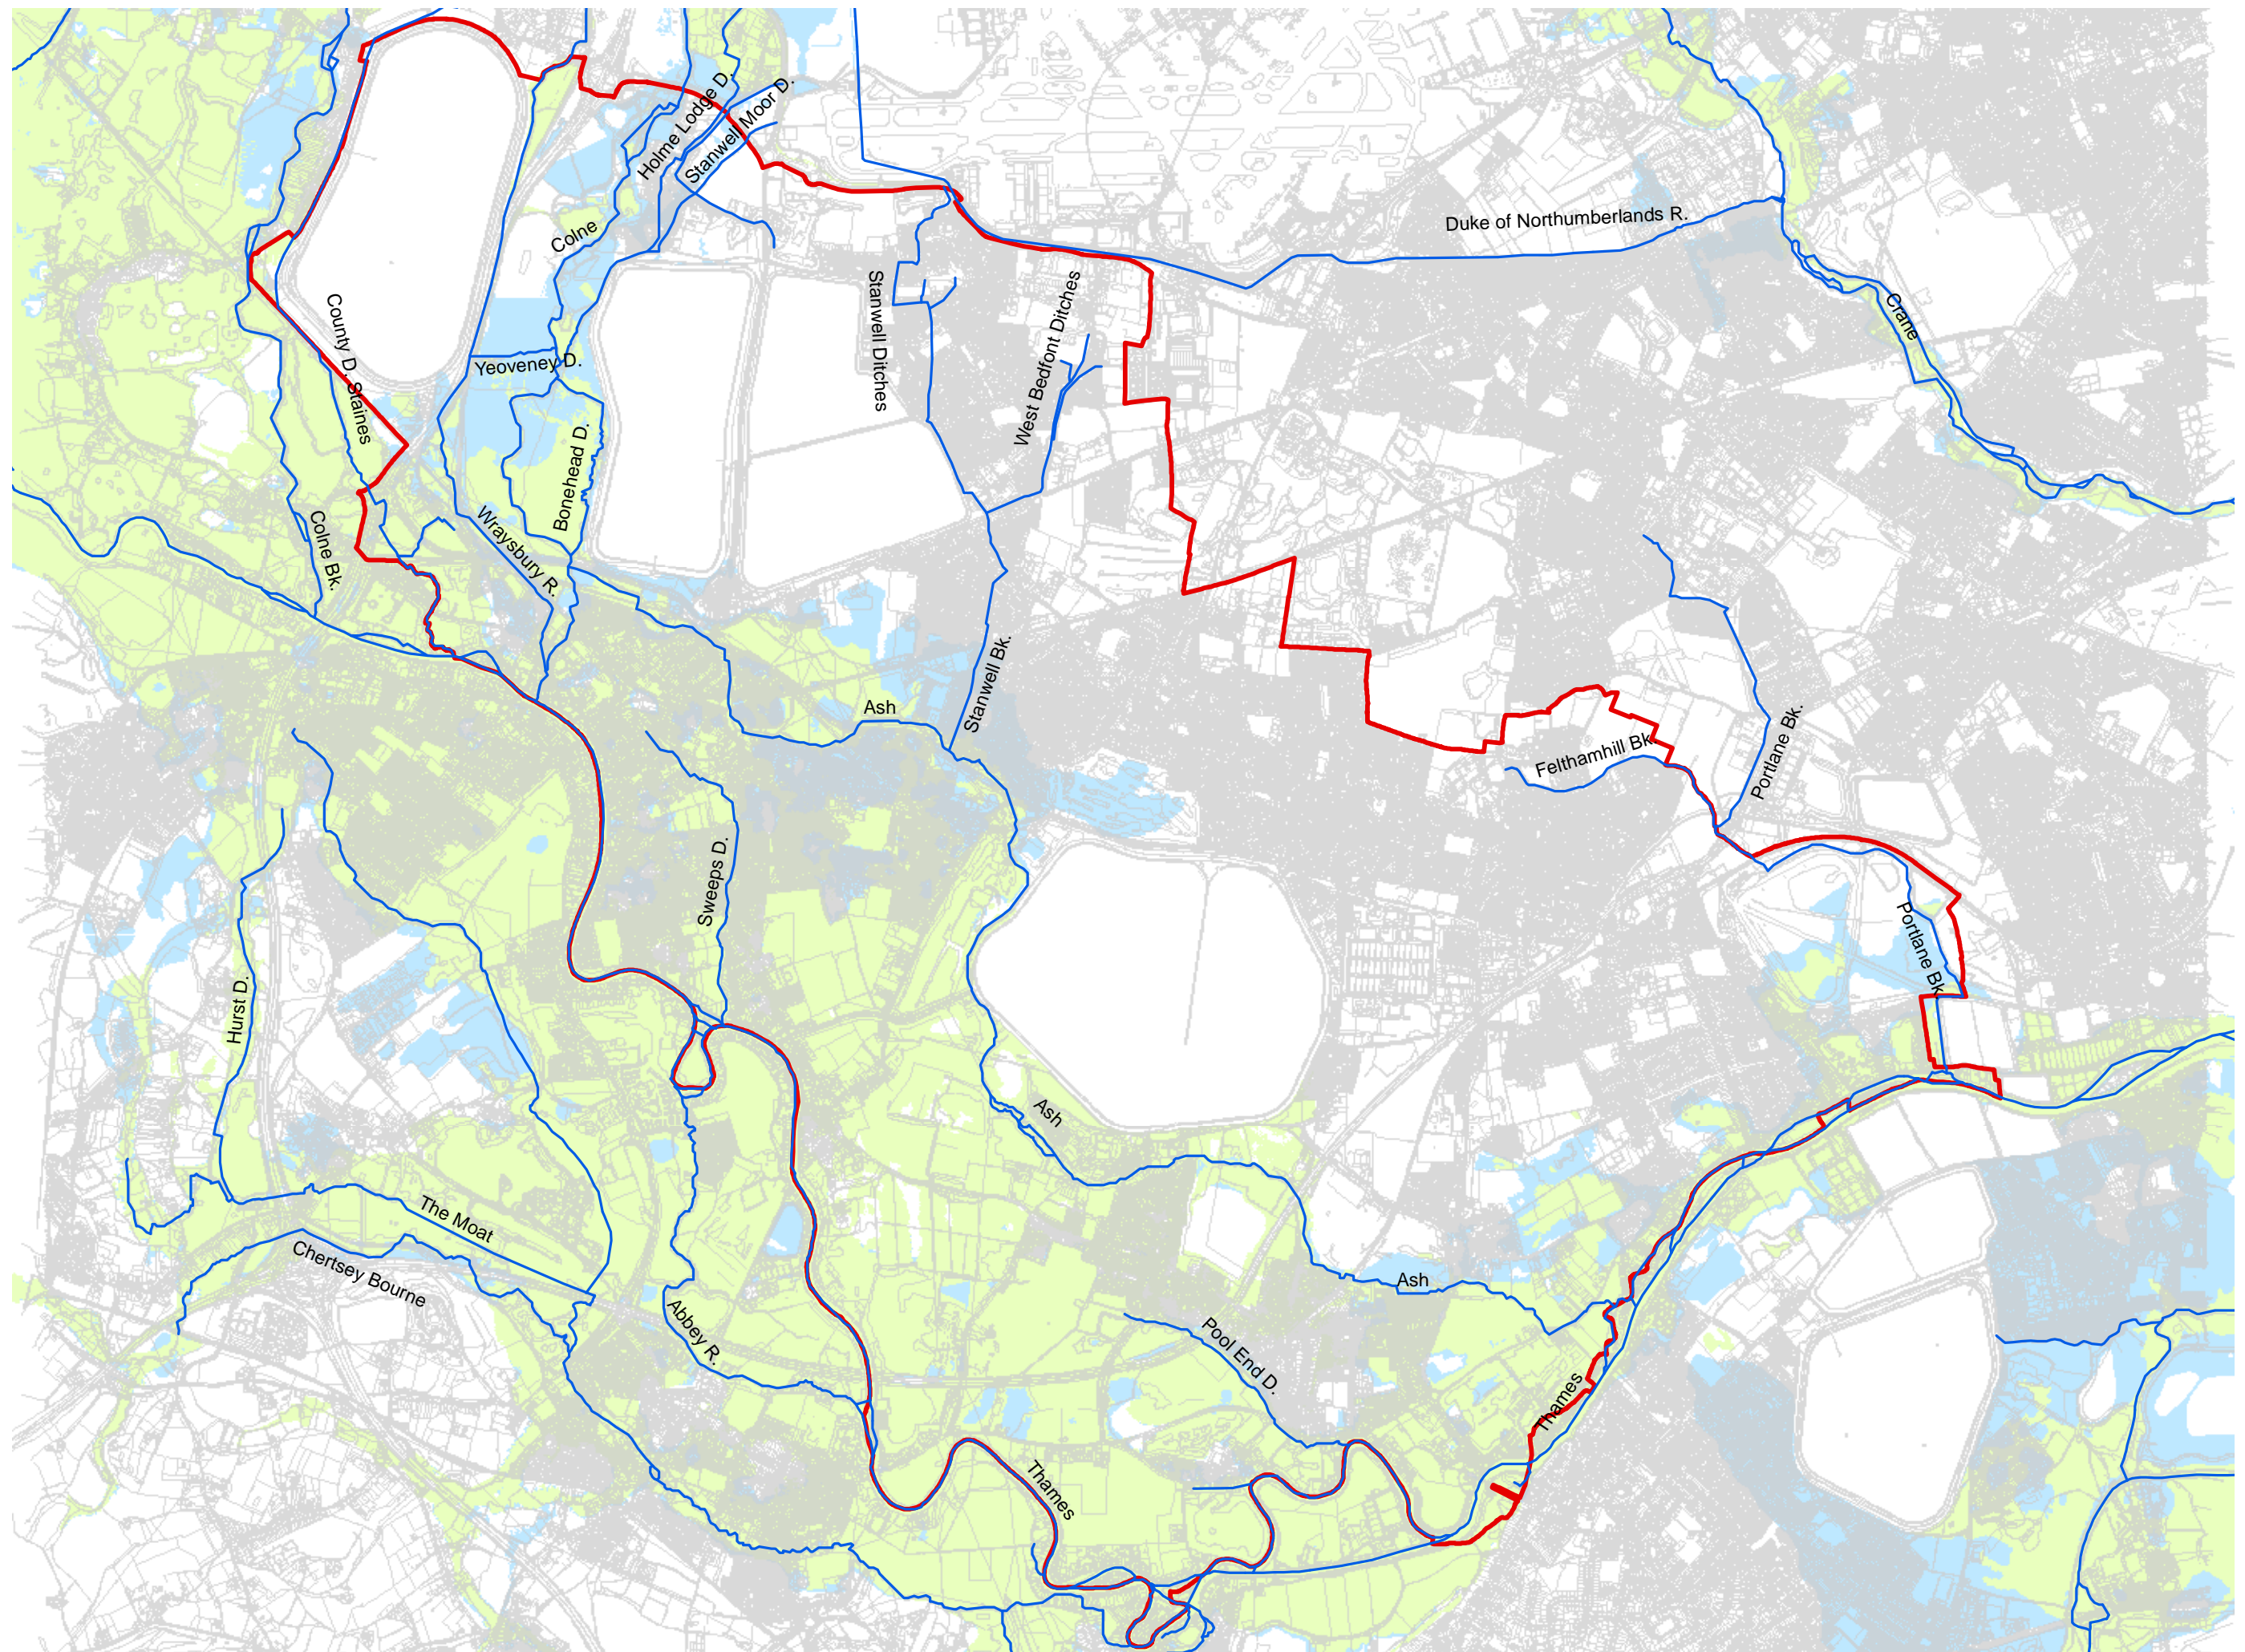 Holme Lodge D.
Stanwell Moor D.
Duke of Northumberlands R.
Colne
Stanwell Ditches
West Bedfont Ditches
Crane
County D. Staines
Yeoveney D.
Bonehead D.
Colne Bk.
Wraysbury R.
Stanwell Bk.
Ash
Felthamhill Bk
Portlane Bk.
Sweeps D.
Portlane Bk.
Hurst D.
Ash
The Moat
Chertsey Bourne
Ash
Abbey R.
Pool End D.
Thames
Thames